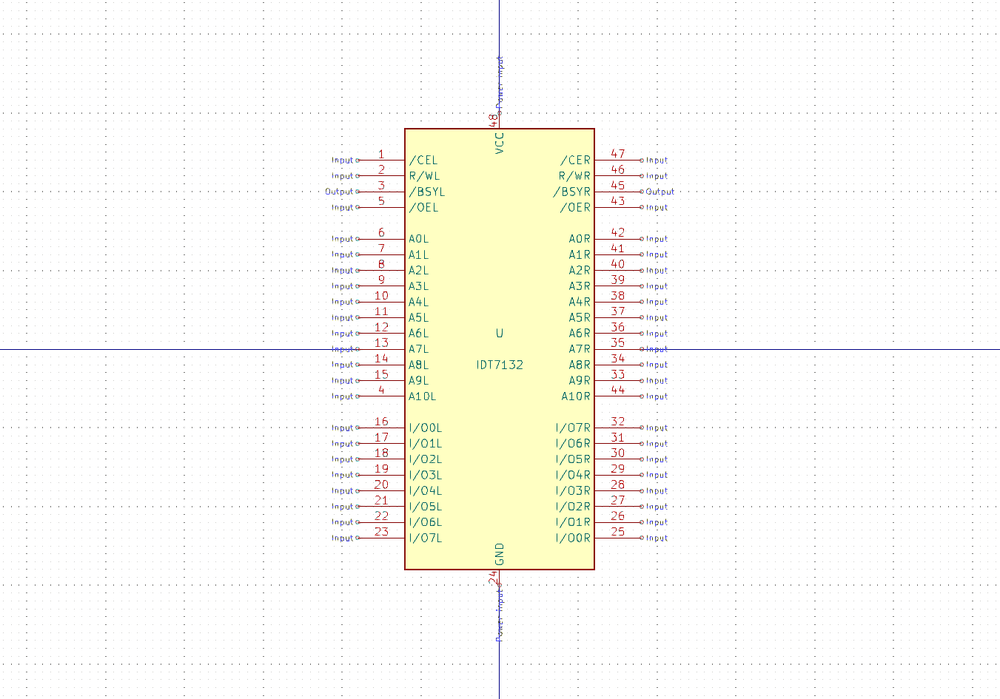 Power input
48
VCC
Input 1 /CEL /CER 47 Input
Input 2 R/WL R/WR 46 Input
Output 3 /BSYL /BSYR 45 Output
Input 5 /OEL /OER 43 Input
Input 6 A0L A0R 42 Input
Input 7 A1L A1R 41 Input
Input 8 A2L A2R 40 Input
Input 9 A3L A3R 39 Input
Input 10 A4L A4R 38 Input
Input 11 A5L A5R 37 Input
Input 12 A6L U A6R 36 Input
Input 13 A7L A7R 35 Input
Input 14 A8L IDT7132 A8R 34 Input
Input 15 A9L A9R 33 Input
Input 4 A10L A10R 44 Input
Input 16 I/O0L I/O7R 32 Input
Input 17 I/O1L I/O6R 31 Input
Input 18 I/O2L I/O5R 30 Input
Input 19 I/O3L I/O4R 29 Input
Input 20 I/O4L I/O3R 28 Input
Input 21 I/O5L I/O2R 27 Input
Input 22 I/O6L I/O1R 26 Input
Input 23 I/O7L I/O0R 25 Input
GND
24
Power input